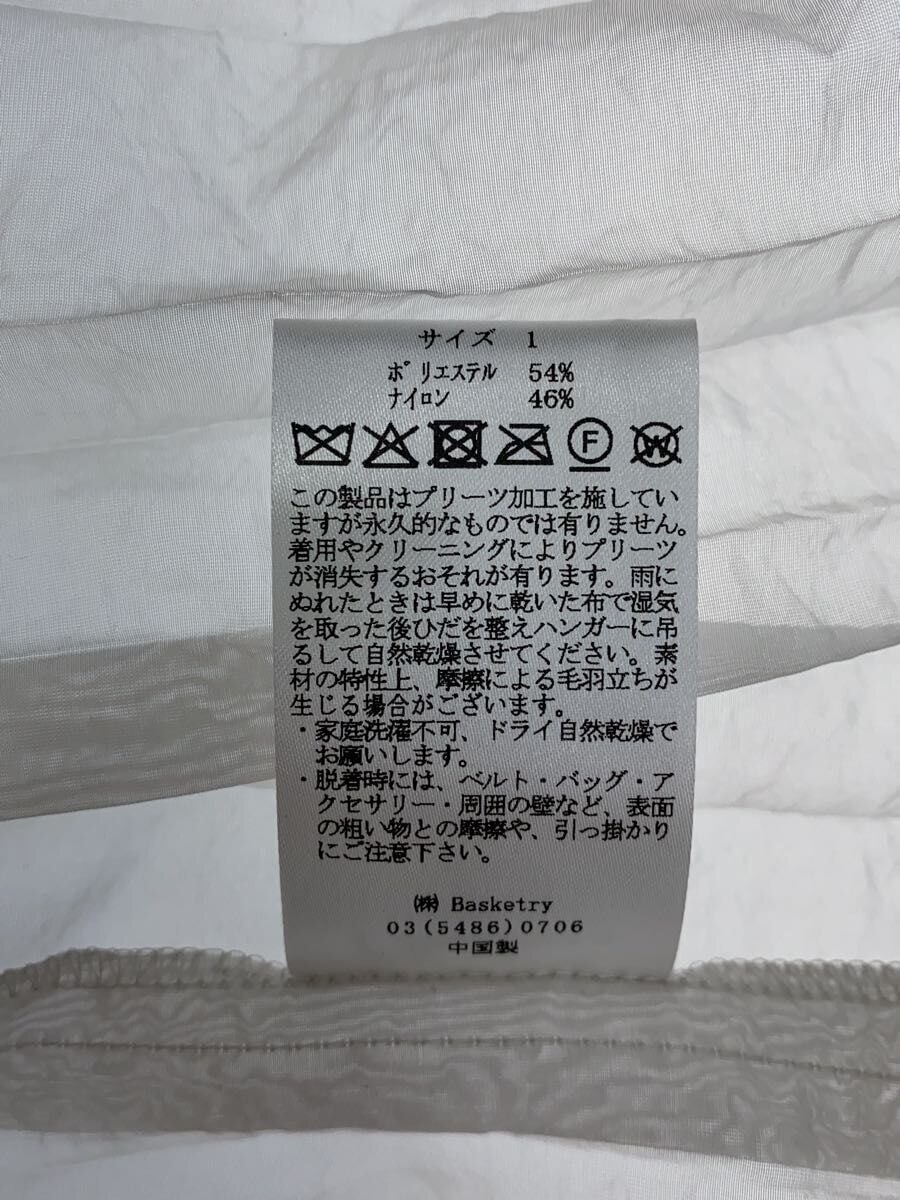 サイズ 1
ポリエステル 54%
ナイロン 46%
F W
この製品はプリーツ加工を施してい
ますが永久的なものでは有りません。
着用やクリーニングによりプリーツ
が消失するおそれが有ります。雨に
ぬれたときは早めに乾いた布で湿気
を取った後ひだを整えハンガーに吊
るして自然乾燥させてください。素
材の特性上、摩擦による毛羽立ちが
生じる場合がございます。
・家庭洗濯不可、ドライ自然乾燥で
お願いします。
・脱着時には、ベルト・バッグ・ア
クセサリー・周囲の壁など、表面
の粗い物との摩擦や、引っ掛かり
にご注意下さい。
㈱ Basketry
03(5486)0706
中国製